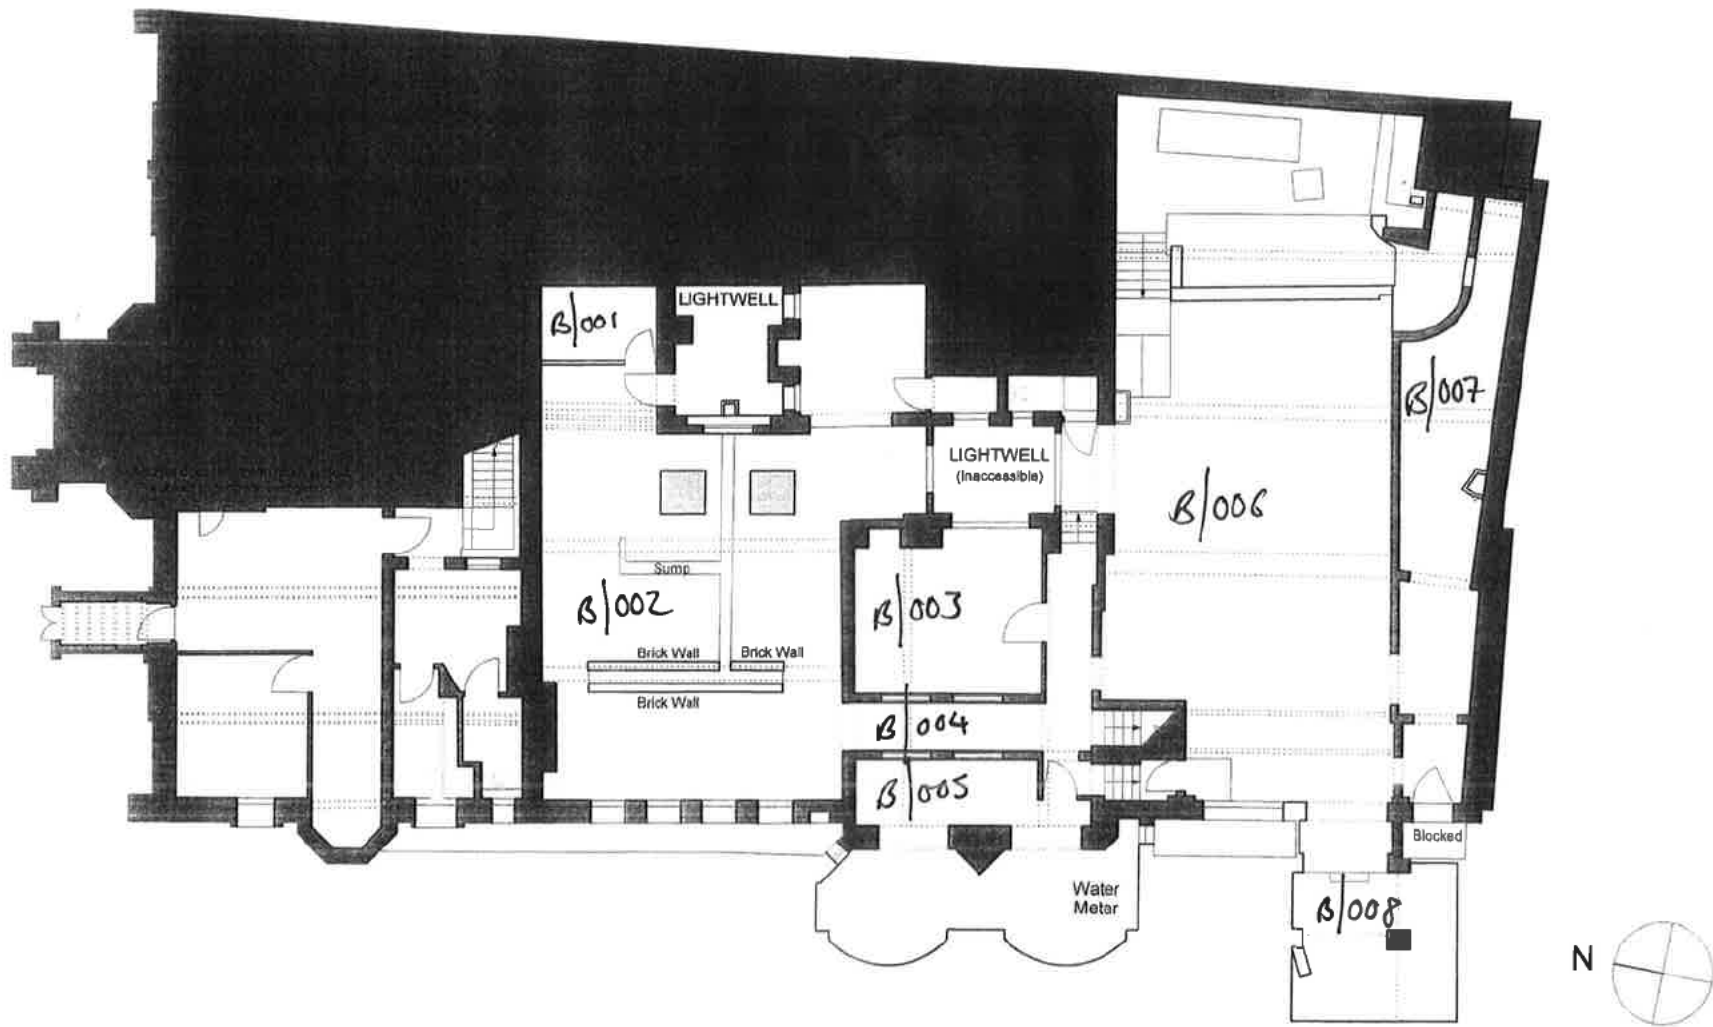 LIGHTWELL
B/001
B/007
LIGHTWELL
(Inaccessible)
B/006
Sump
B/002
B/003
Brick Wall
Brick Wall
Brick Wall
B/004
B/005
Blocked
Water
Meter
B/008
N